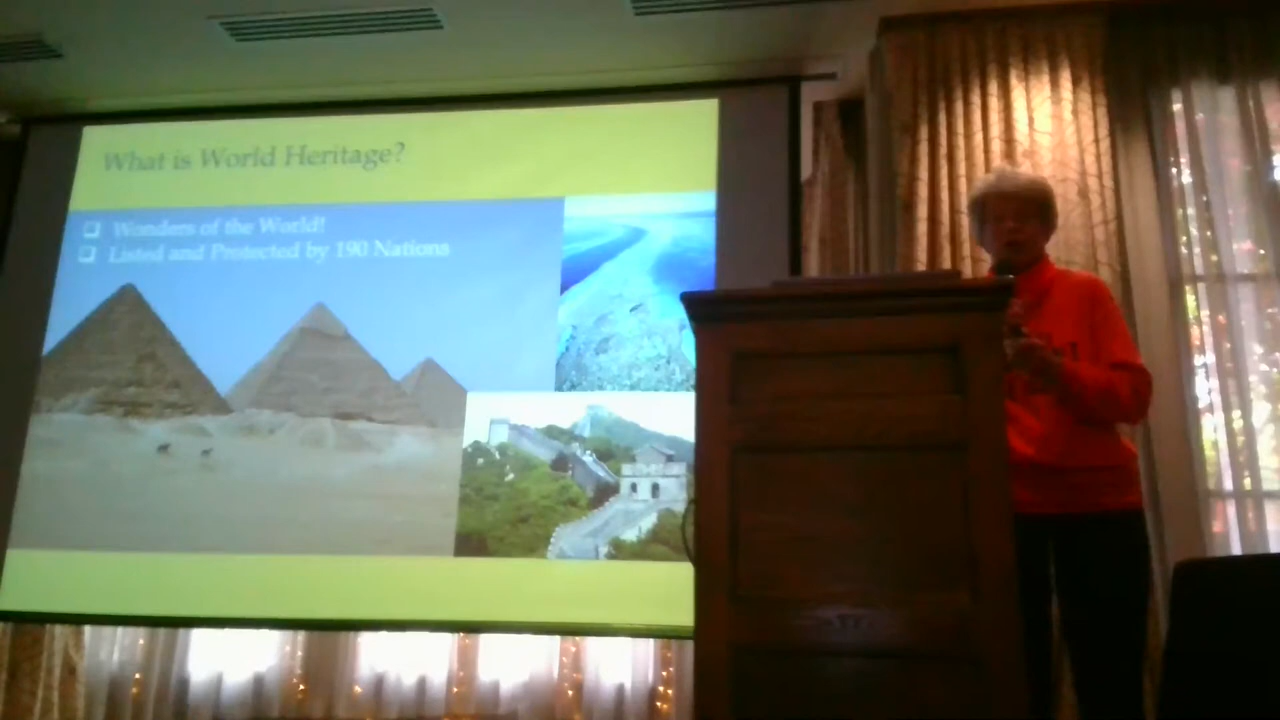 What is World Heritage?
Wonders of the World!
Listed and Protected by 190 Nations